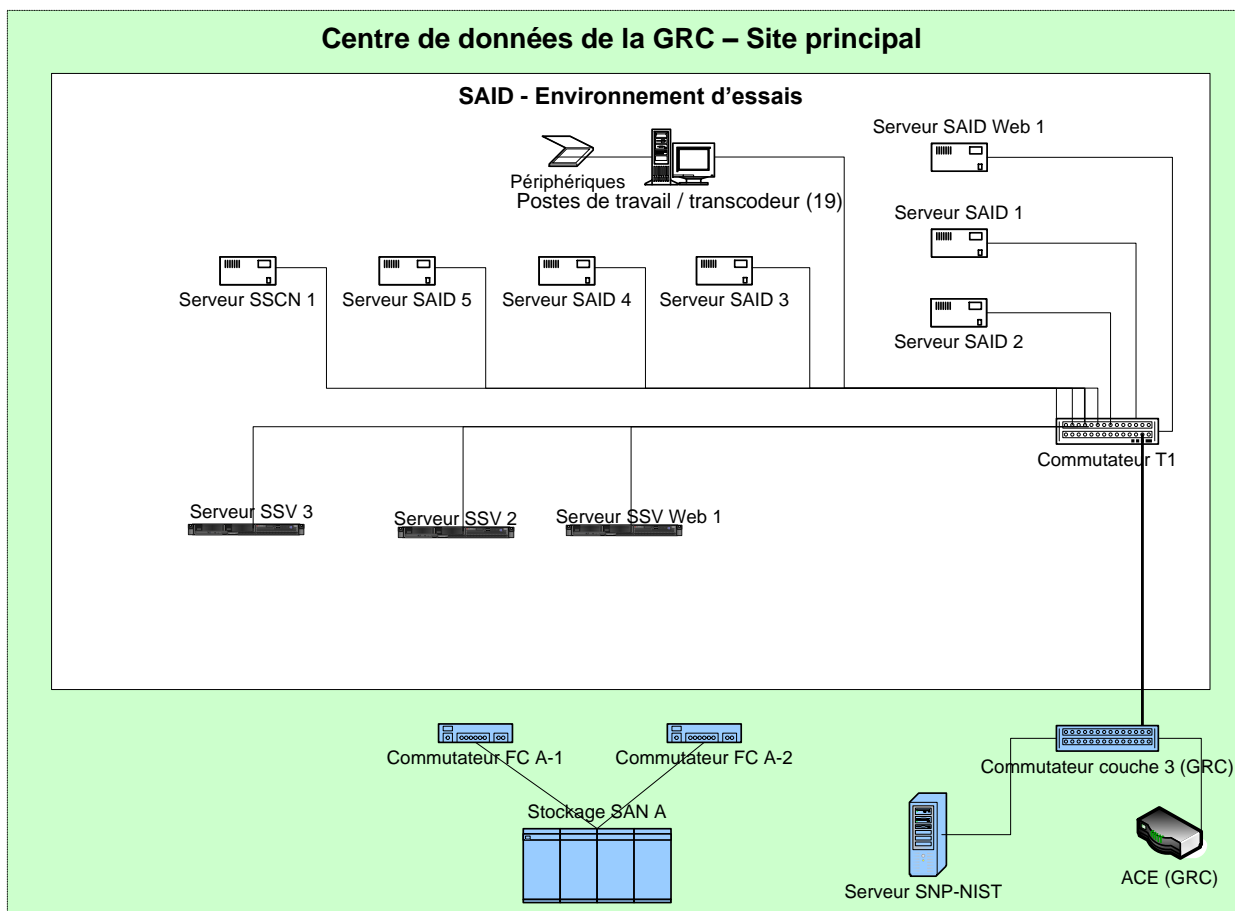 Centre de données de la GRC – Site principal
SAID - Environnement d'essais
Serveur SAID Web 1
Périphériques
Postes de travail / transcodeur (19)
Serveur SAID 1
Serveur SSCN 1
Serveur SAID 5
Serveur SAID 4
Serveur SAID 3
Serveur SAID 2
Commutateur T1
Serveur SSV 3
Serveur SSV 2
Serveur SSV Web 1
Commutateur FC A-1
Commutateur FC A-2
Commutateur couche 3 (GRC)
Stockage SAN A
Serveur SNP-NIST
ACE (GRC)